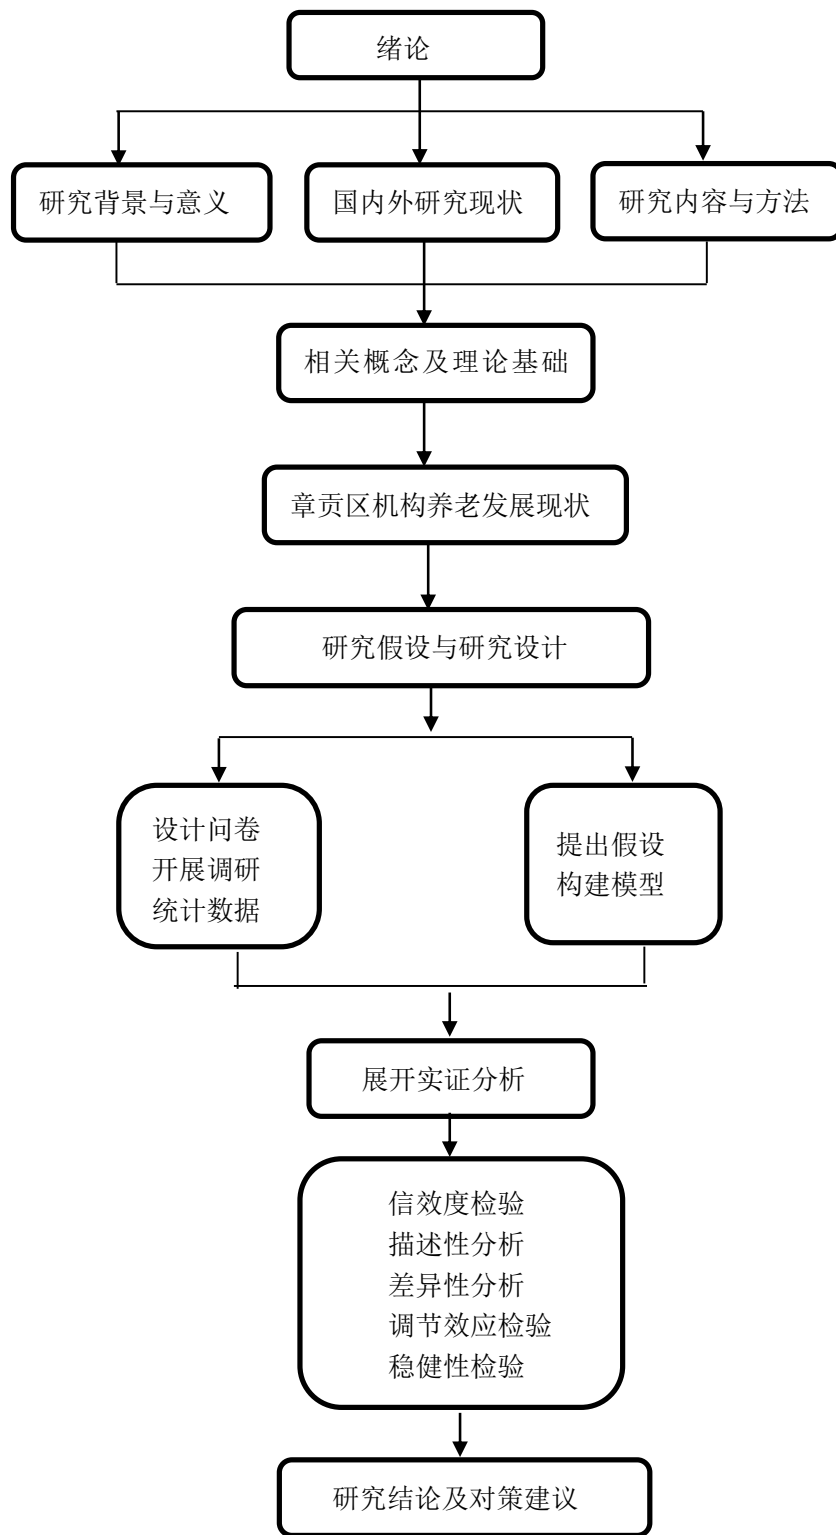 绪论
研究背景与意义
国内外研究现状
研究内容与方法
相关概念及理论基础
章贡区机构养老发展现状
研究假设与研究设计
设计问卷
开展调研
统计数据
提出假设
构建模型
展开实证分析
信效度检验
描述性分析
差异性分析
调节效应检验
稳健性检验
研究结论及对策建议